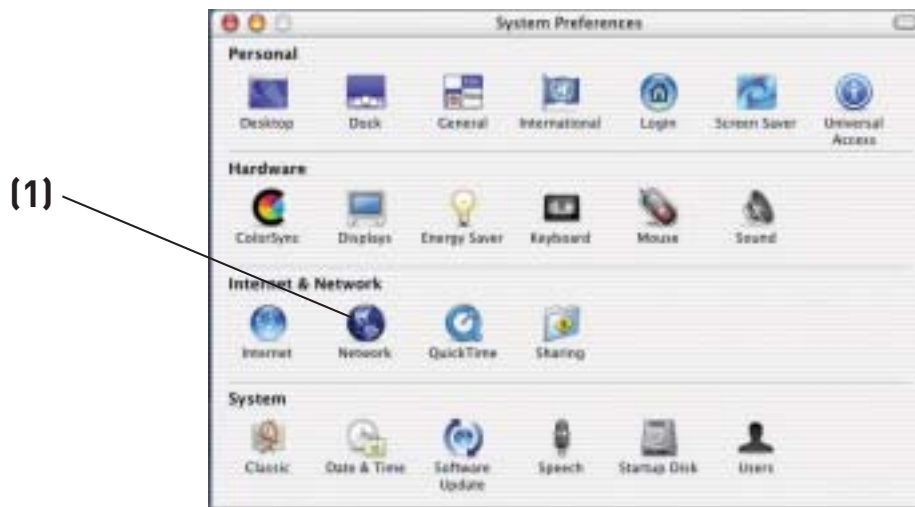 System Preferences
Personal
Desktop Dock General International Login Screen Saver Universal Access
Hardware
(1)
ColorSync Displays Energy Saver Keyboard Mouse Sound
Internet & Network
Internet Network QuickTime Sharing
System
Classic Date & Time Software Update Speech Startup Disk Users